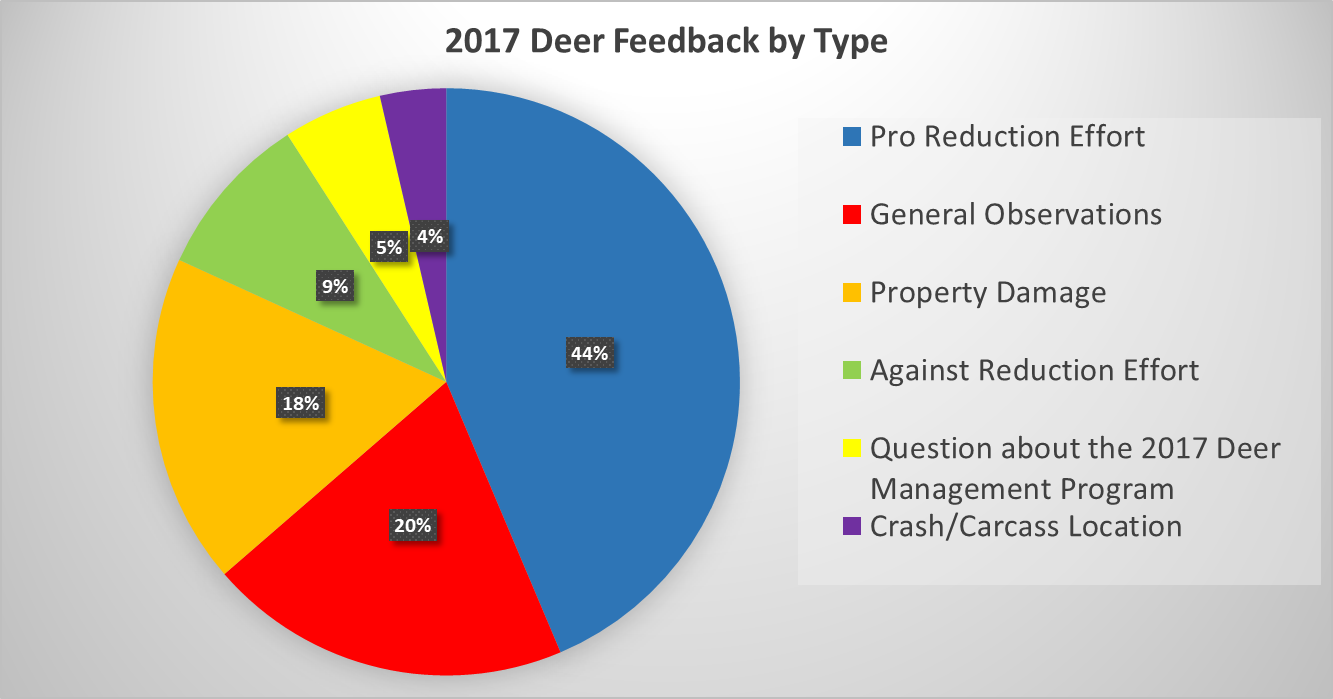 2017 Deer Feedback by Type
4%
5%
9%
44%
18%
20%
Pro Reduction Effort
General Observations
Property Damage
Against Reduction Effort
Question about the 2017 Deer
Management Program
Crash/Carcass Location